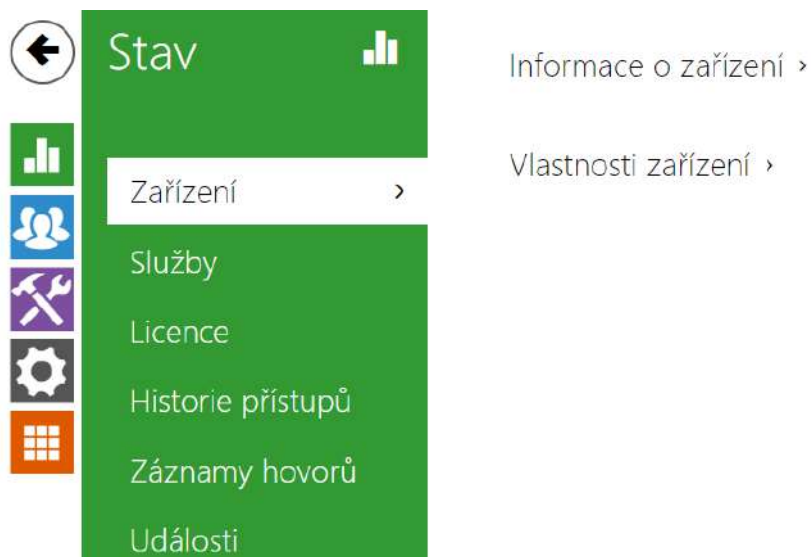 Stav
Zařízení
Služby
Licence
Historie přístupů
Záznamy hovorů
Události
Informace o zařízení
Vlastnosti zařízení